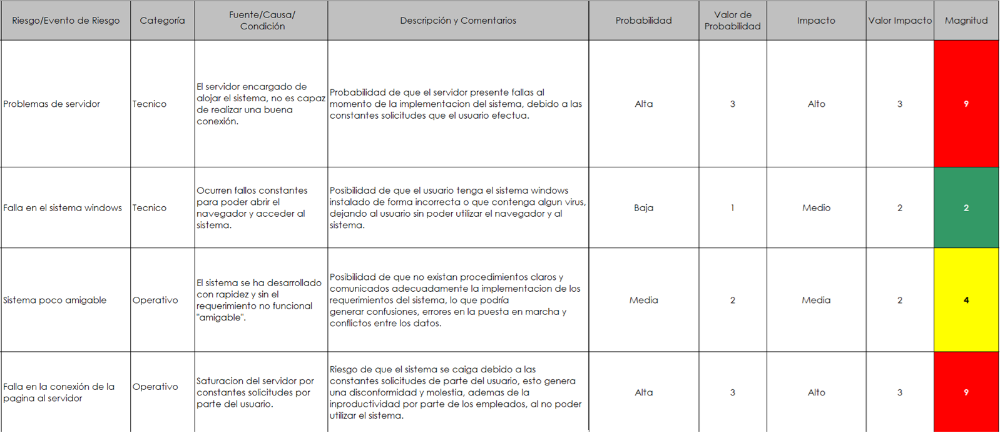 Riesgo/Evento de Riesgo
Categoría
Fuente/Causa/
Condición
Descripción y Comentarios
Probabilidad
Valor de
Probabilidad
Impacto
Valor Impacto
Magnitud
Problemas de servidor
Tecnico
El servidor encargado de
alojar el sistema, no es capaz
de realizar una buena
conexión.
Probabilidad de que el servidor presente fallas al
momento de la implementacion del sistema, debido a las
constantes solicitudes que el usuario efectua.
Alta
3
Alto
3
9
Falla en el sistema windows
Tecnico
Ocurren fallos constantes
para poder abrir el
navegador y acceder al
sistema.
Posibilidad de que el usuario tenga el sistema windows
instalado de forma incorrecta o que contenga algun virus,
dejando al usuario sin poder utilizar el navegador y al
sistema.
Baja
1
Medio
2
2
Sistema poco amigable
Operativo
El sistema se ha desarrollado
con rapidez y sin el
requerimiento no funcional
"amigable".
Posibilidad de que no existan procedimientos claros y
comunicados adecuadamente la implementacion de los
requerimientos del sistema, lo que podría
generar confusiones, errores en la puesta en marcha y
conflictos entre los datos.
Media
2
Media
2
4
Falla en la conexión de la
pagina al servidor
Operativo
Saturacion del servidor por
constantes solicitudes por
parte del usuario.
Riesgo de que el sistema se caiga debido a las
constantes solicitudes de parte del usuario, esto genera
una disconformidad y molestia, ademas de la
inproductividad por parte de los empleados, al no poder
utilizar el sistema.
Alta
3
Alto
3
9